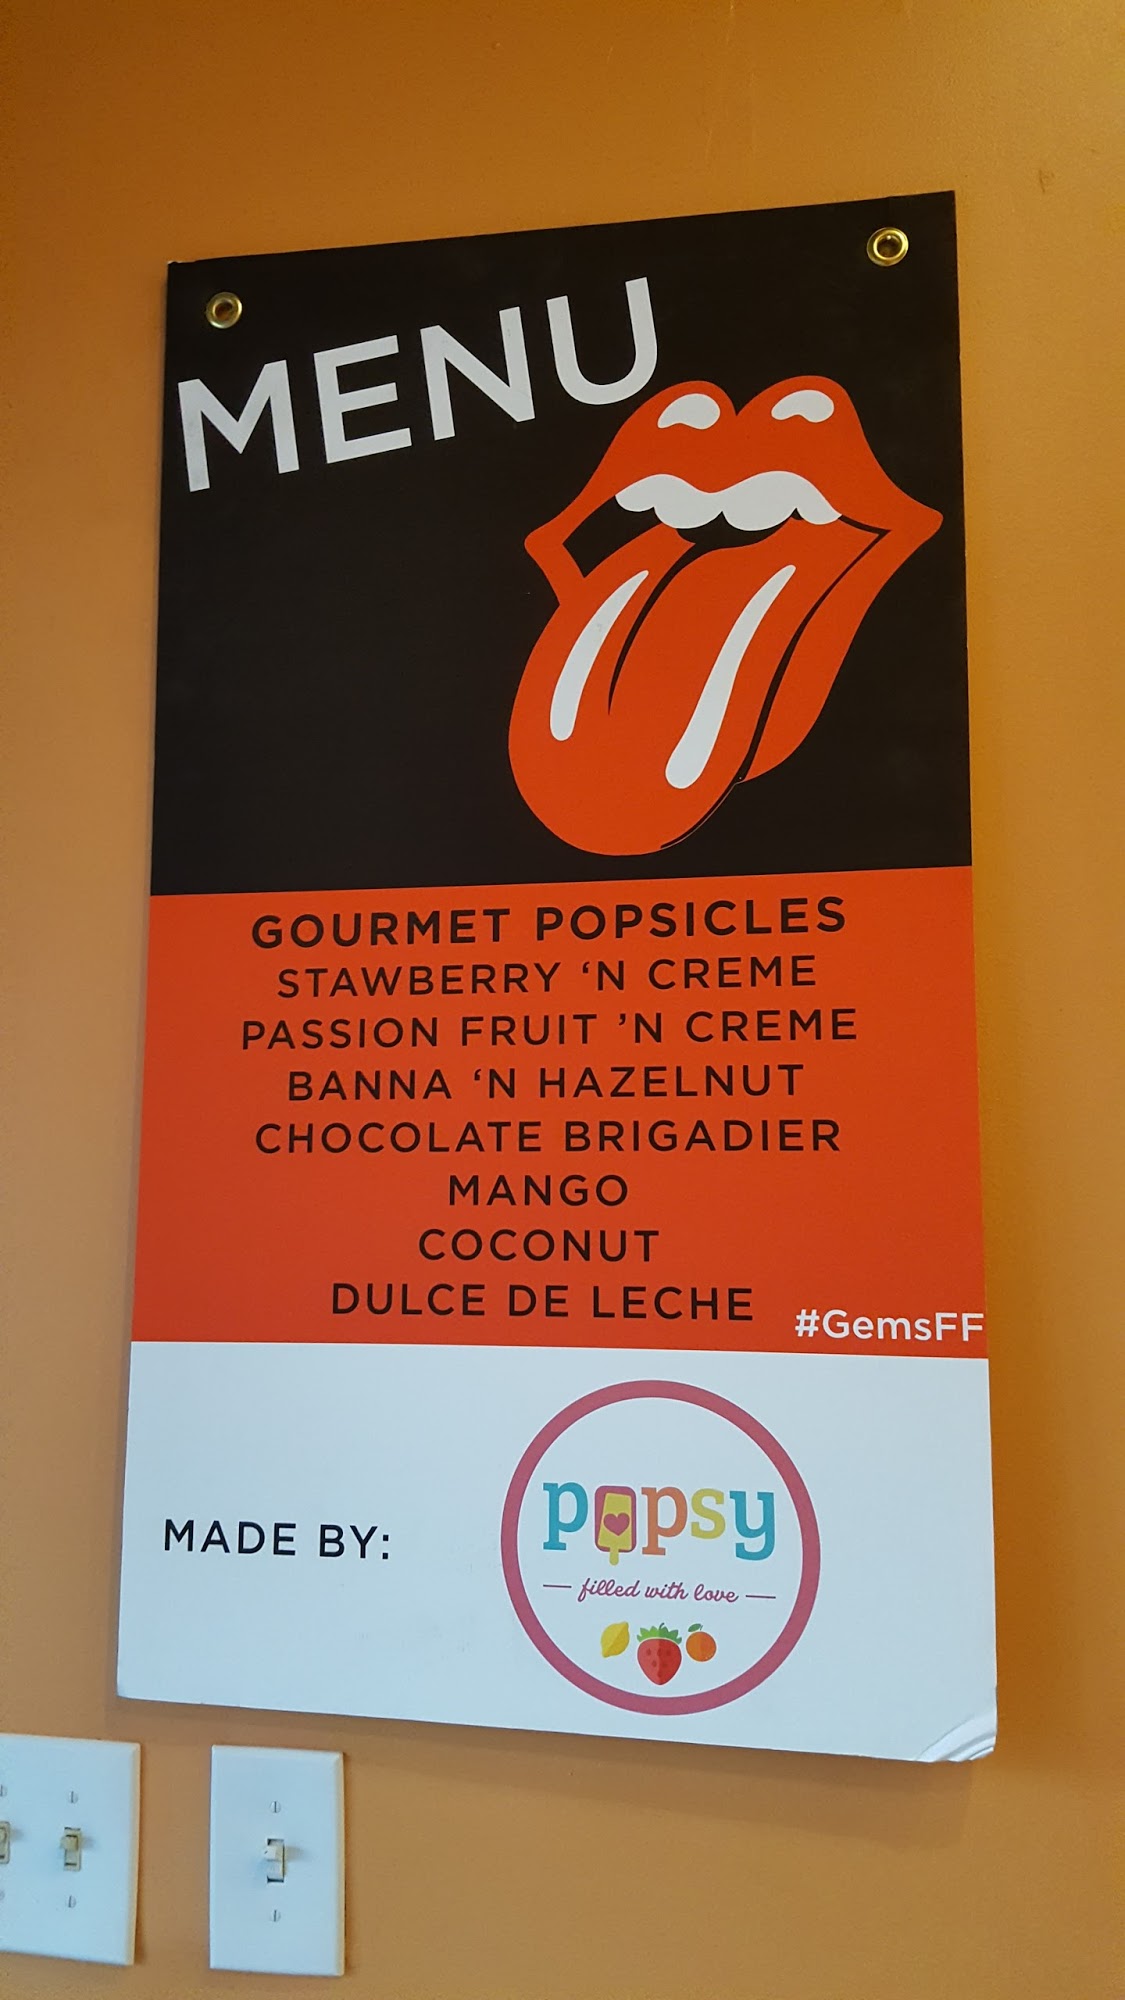 MENU
GOURMET POPSICLES
STAWBERRY ‘N CREME
PASSION FRUIT ’N CREME
BANNA ‘N HAZELNUT
CHOCOLATE BRIGADIER
MANGO
COCONUT
DULCE DE LECHE
#GemsFF
MADE BY:
popsy
filled with love